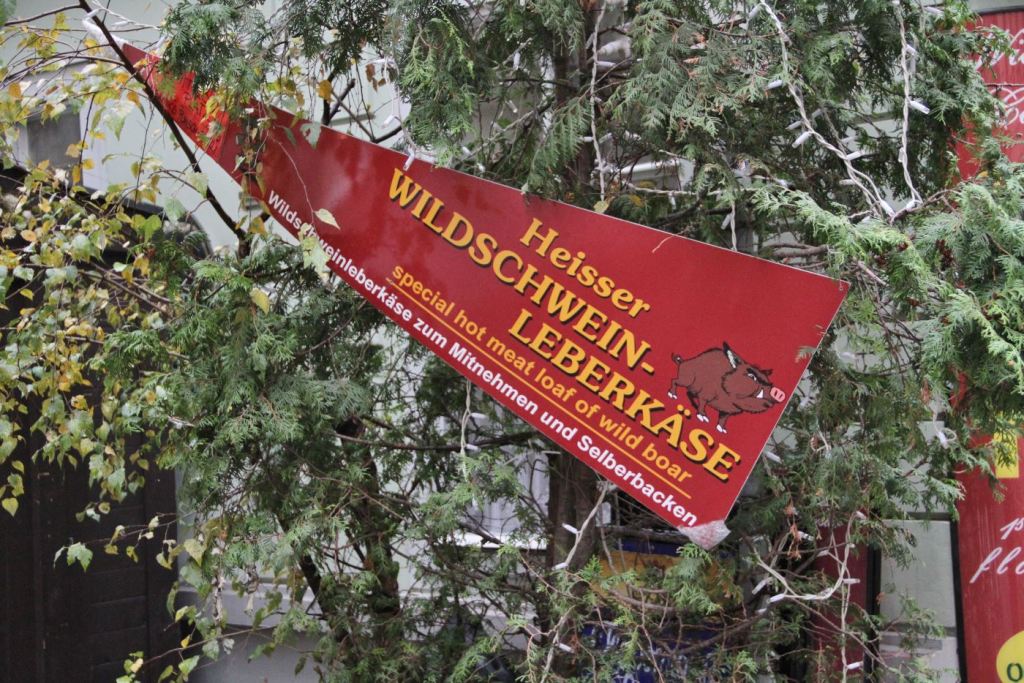 Heisser
WILDSCHWEIN-
LEBERKÄSE
special hot meat loaf of wild boar
Wildschweinleberkäse zum Mitnehmen und Selberbacken